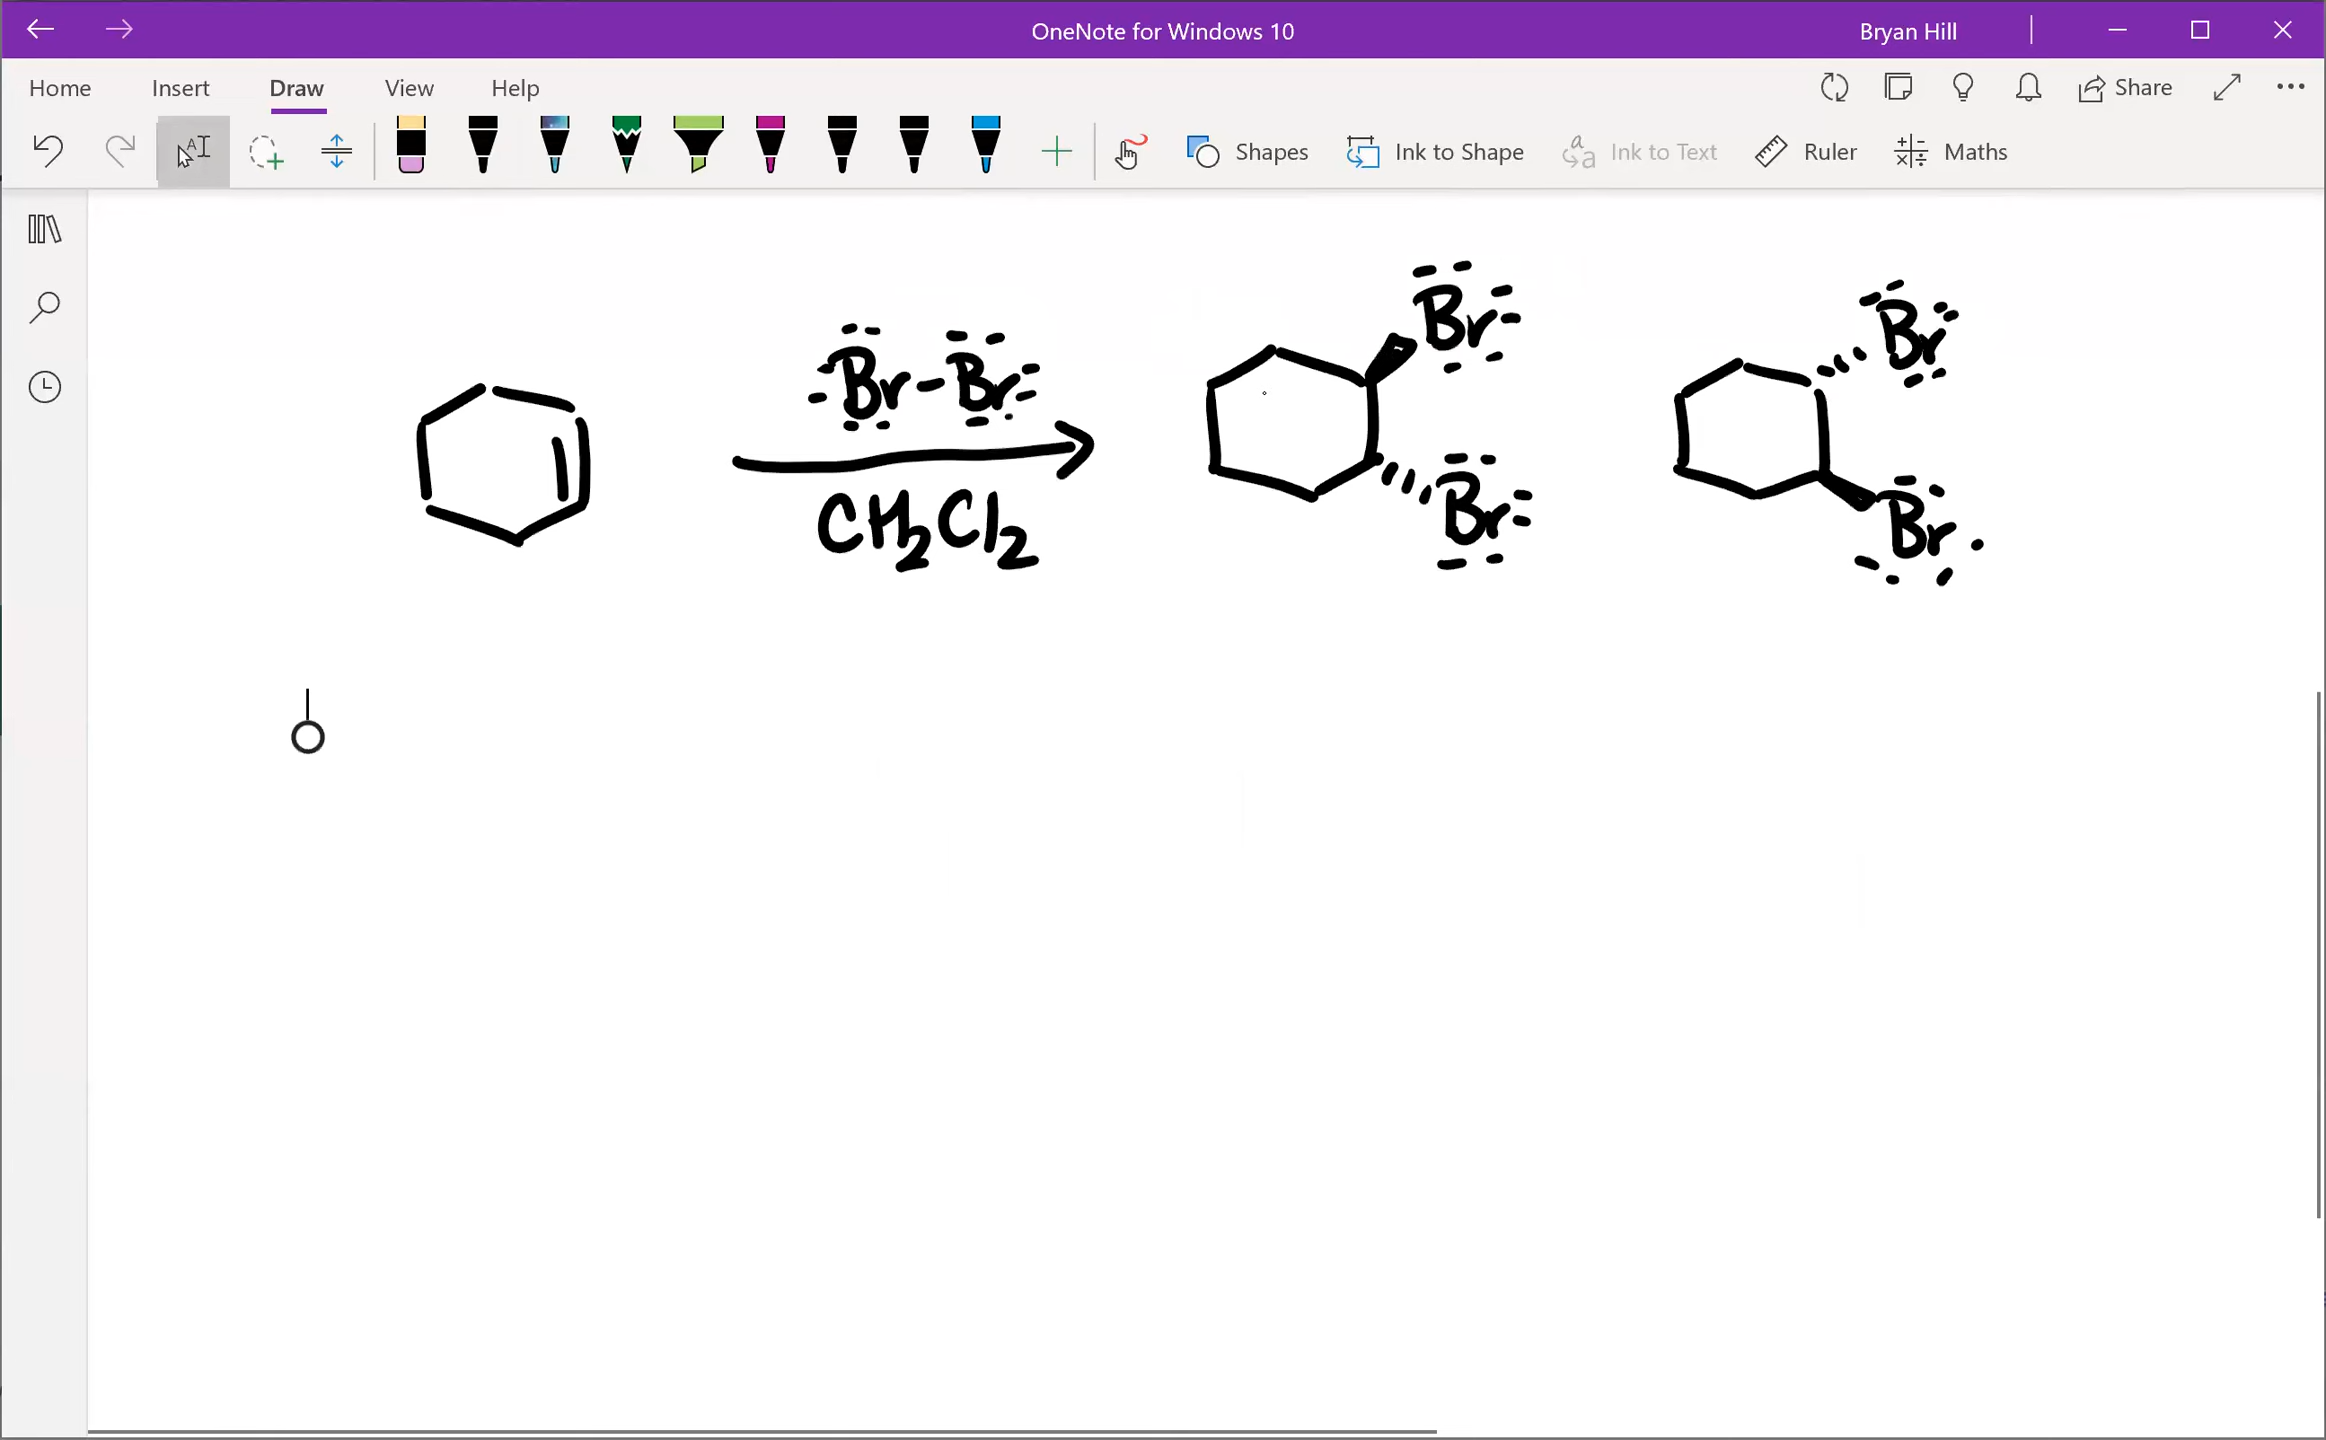 OneNote for Windows 10
Bryan Hill
Home Insert Draw View Help
Share
Shapes Ink to Shape Ink to Text Ruler Maths
Br-Br
CH2Cl2
Br
Br
Br
Br